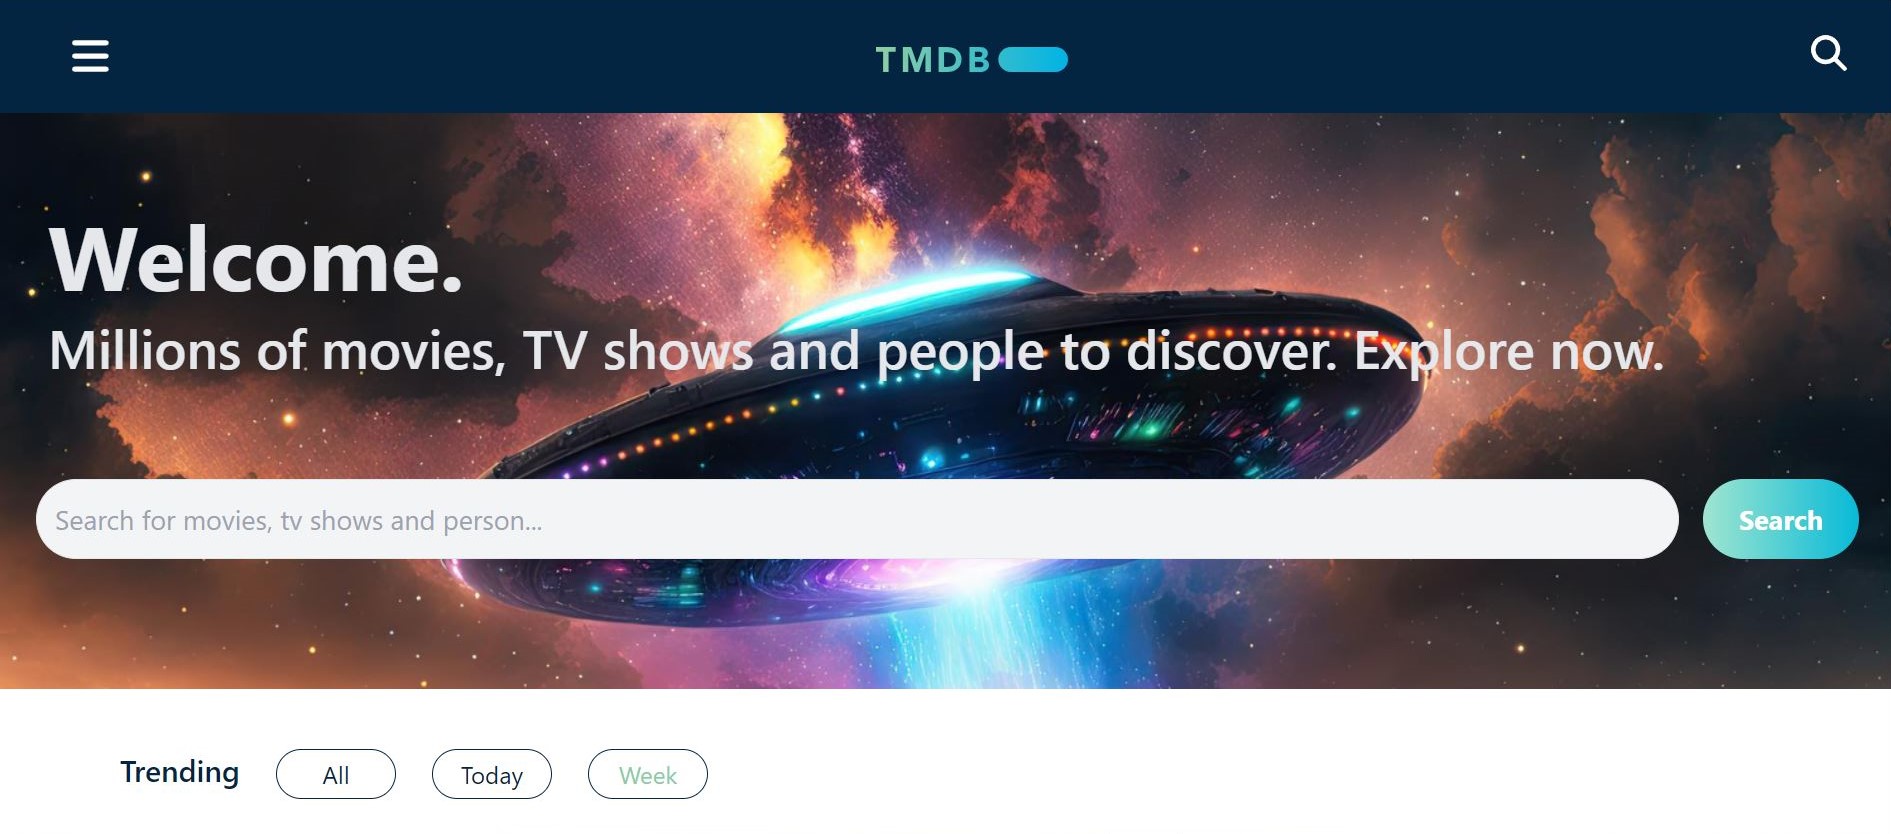 TMDB
Welcome.
Millions of movies, TV shows and people to discover. Explore now.
Search for movies, tv shows and person...
Search
Trending
All
Today
Week